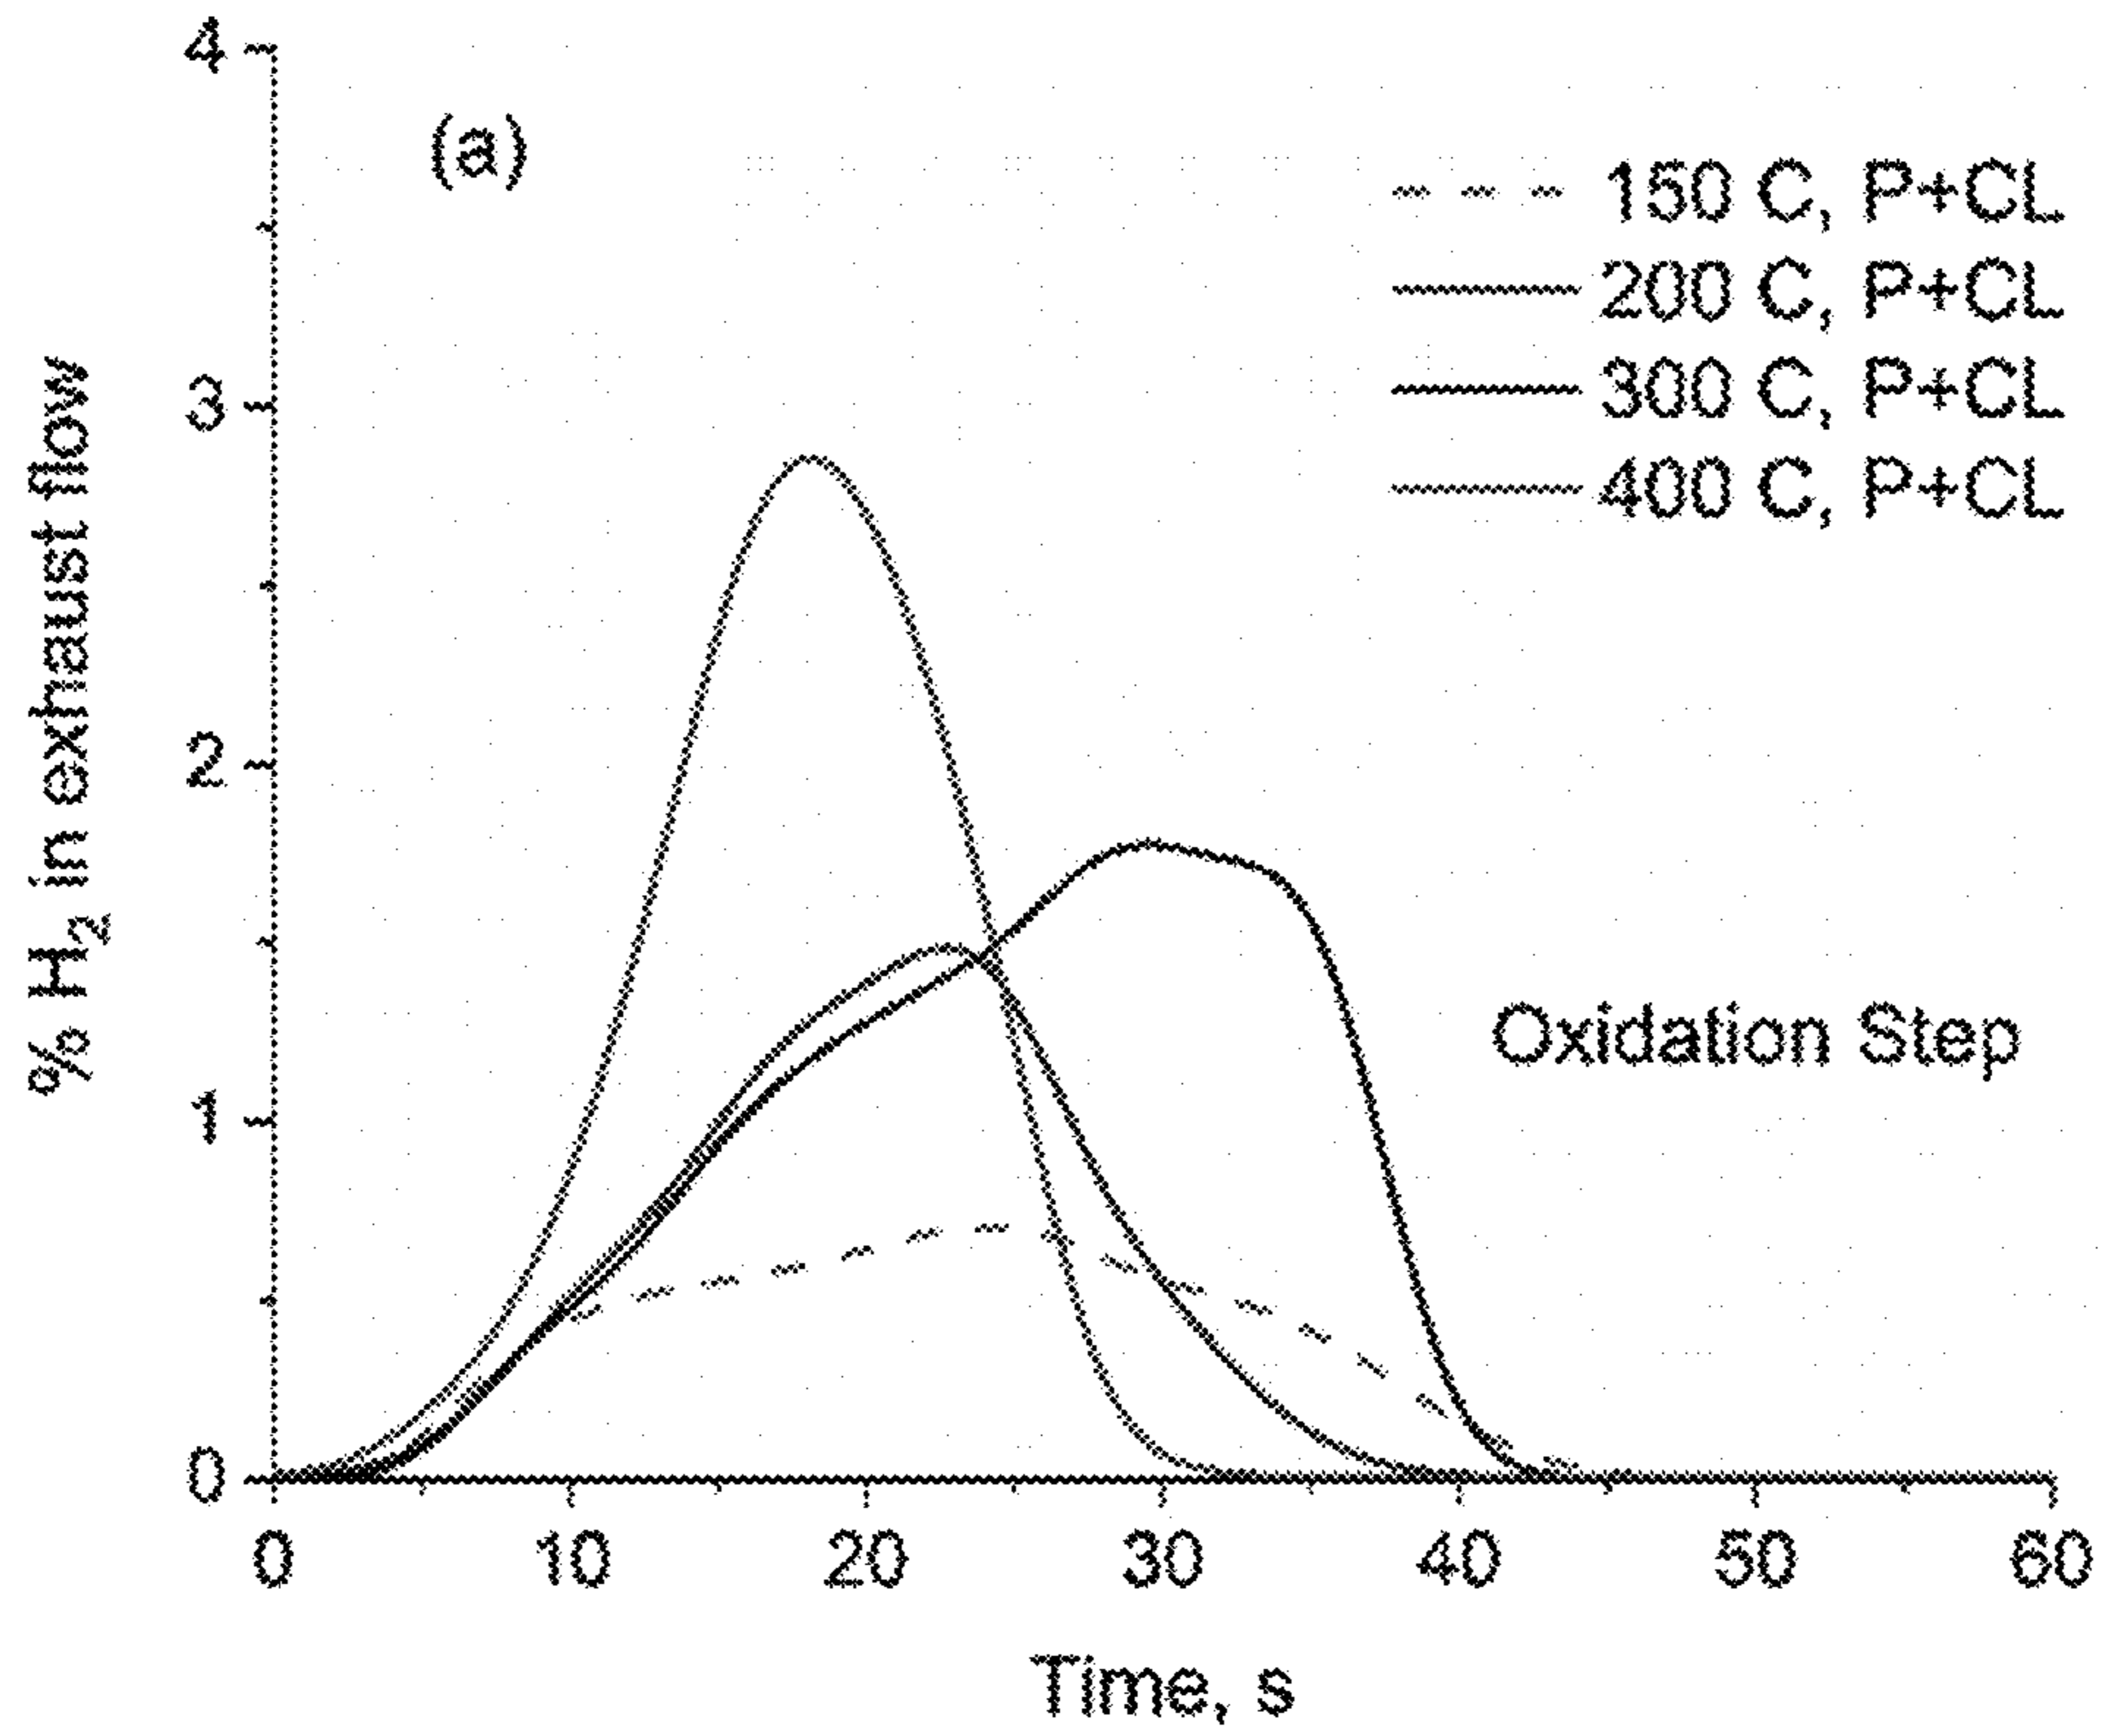 4
(a)
150 C, P+CL
200 C, P+CL
300 C, P+CL
400 C, P+CL
3
% H₂ in exhaust flow
2
Oxidation Step
1
0
0 10 20 30 40 50 60
Time, s